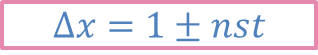 Δx = 1 ± nst